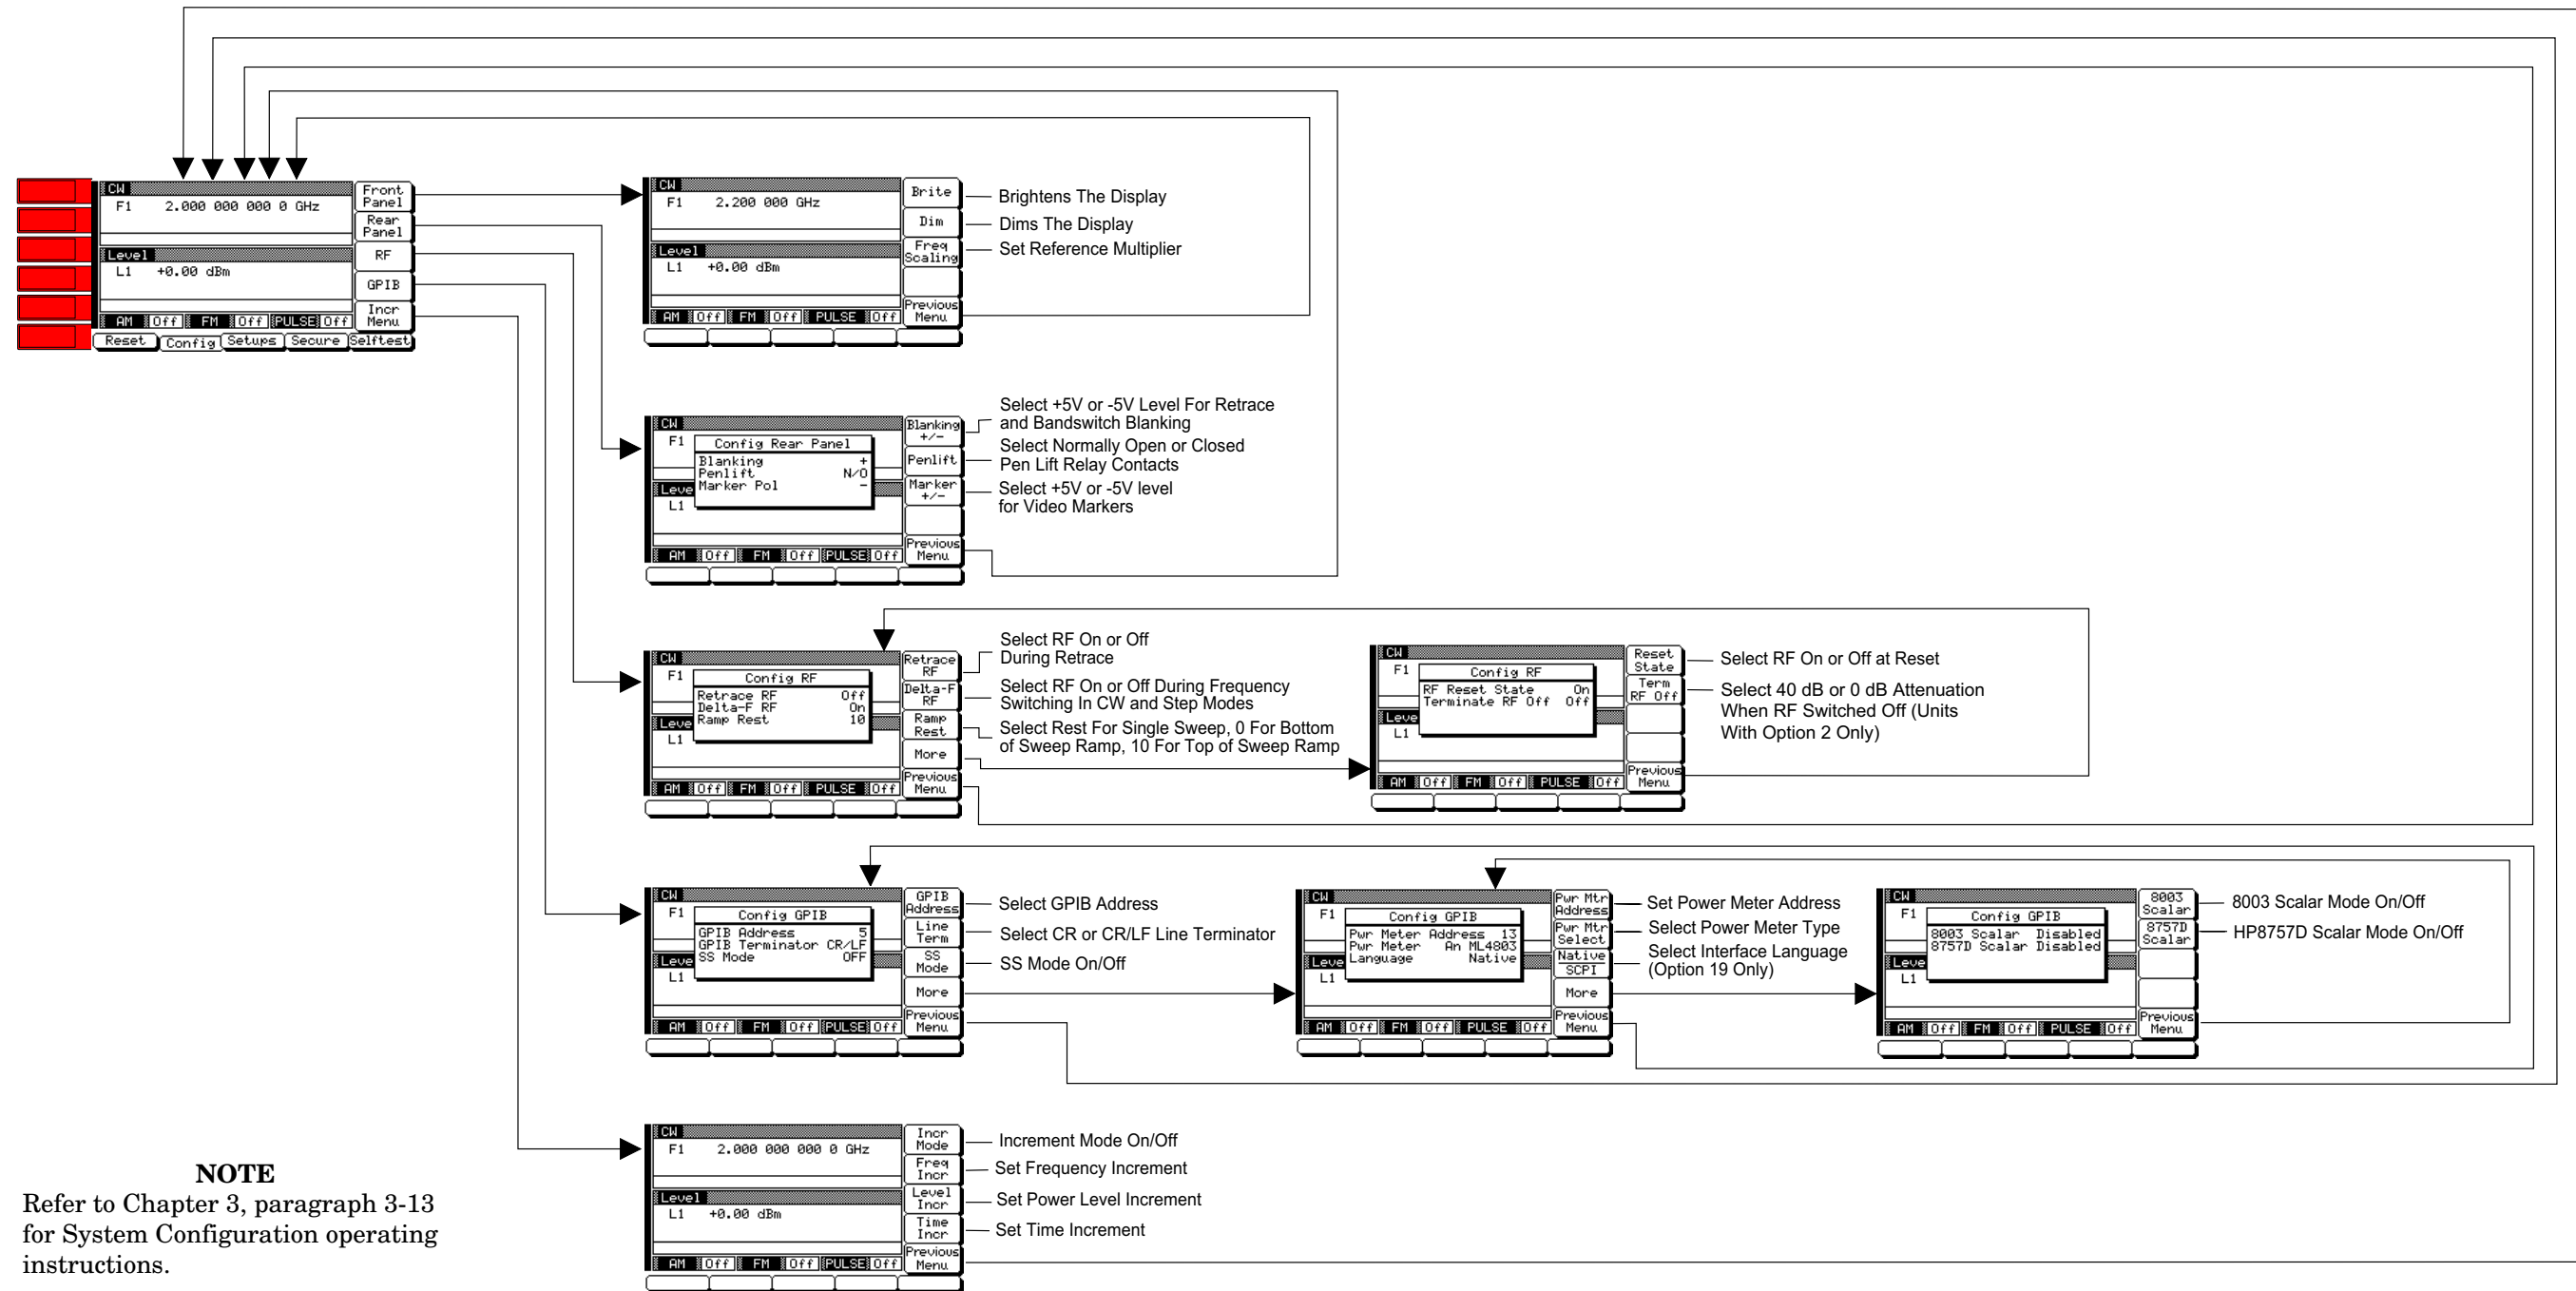 CW
F1 2.000 000 000 0 GHz
Level
L1 +0.00 dBm
AM Off FM Off PULSE Off
Front Panel
Rear Panel
RF
GPIB
Incr Menu
Reset Config Setups Secure Selftest
CW
F1 2.200 000 GHz
Level
L1 +0.00 dBm
AM Off FM Off PULSE Off
Brite
Dim
Freq Scaling
Previous Menu
Brightens The Display
Dims The Display
Set Reference Multiplier
CW
F1
Config Rear Panel
Blanking +
Penlift N/O
Marker Pol -
Leve
L1
AM Off FM Off PULSE Off
Blanking +/-
Penlift
Marker +/-
Previous Menu
Select +5V or -5V Level For Retrace
and Bandswitch Blanking
Select Normally Open or Closed
Pen Lift Relay Contacts
Select +5V or -5V level
for Video Markers
CW
F1
Config RF
Retrace RF Off
Delta-F RF On
Ramp Rest 10
Leve
L1
AM Off FM Off PULSE Off
Retrace RF
Delta-F RF
Ramp Rest
More
Previous Menu
Select RF On or Off
During Retrace
Select RF On or Off During Frequency
Switching In CW and Step Modes
Select Rest For Single Sweep, 0 For Bottom
of Sweep Ramp, 10 For Top of Sweep Ramp
CW
F1
Config RF
RF Reset State On
Terminate RF Off Off
Leve
L1
AM Off FM Off PULSE Off
Reset State
Term RF Off
Previous Menu
Select RF On or Off at Reset
Select 40 dB or 0 dB Attenuation
When RF Switched Off (Units
With Option 2 Only)
CW
F1
Config GPIB
GPIB Address 5
GPIB Terminator CR/LF
SS Mode OFF
Leve
L1
AM Off FM Off PULSE Off
GPIB Address
Line Term
SS Mode
More
Previous Menu
Select GPIB Address
Select CR or CR/LF Line Terminator
SS Mode On/Off
CW
F1
Config GPIB
Pwr Meter Address 13
Pwr Meter An ML4803
Language Native
Leve
L1
AM Off FM Off PULSE Off
Pwr Mtr Address
Pwr Mtr Select
Native SCPI
More
Previous Menu
Set Power Meter Address
Select Power Meter Type
Select Interface Language
(Option 19 Only)
CW
F1
Config GPIB
8003 Scalar Disabled
8757D Scalar Disabled
Leve
L1
AM Off FM Off PULSE Off
8003 Scalar
8757D Scalar
Previous Menu
8003 Scalar Mode On/Off
HP8757D Scalar Mode On/Off
CW
F1 2.000 000 000 0 GHz
Level
L1 +0.00 dBm
AM Off FM Off PULSE Off
Incr Mode
Freq Incr
Level Incr
Time Incr
Previous Menu
Increment Mode On/Off
Set Frequency Increment
Set Power Level Increment
Set Time Increment
NOTE
Refer to Chapter 3, paragraph 3-13
for System Configuration operating
instructions.